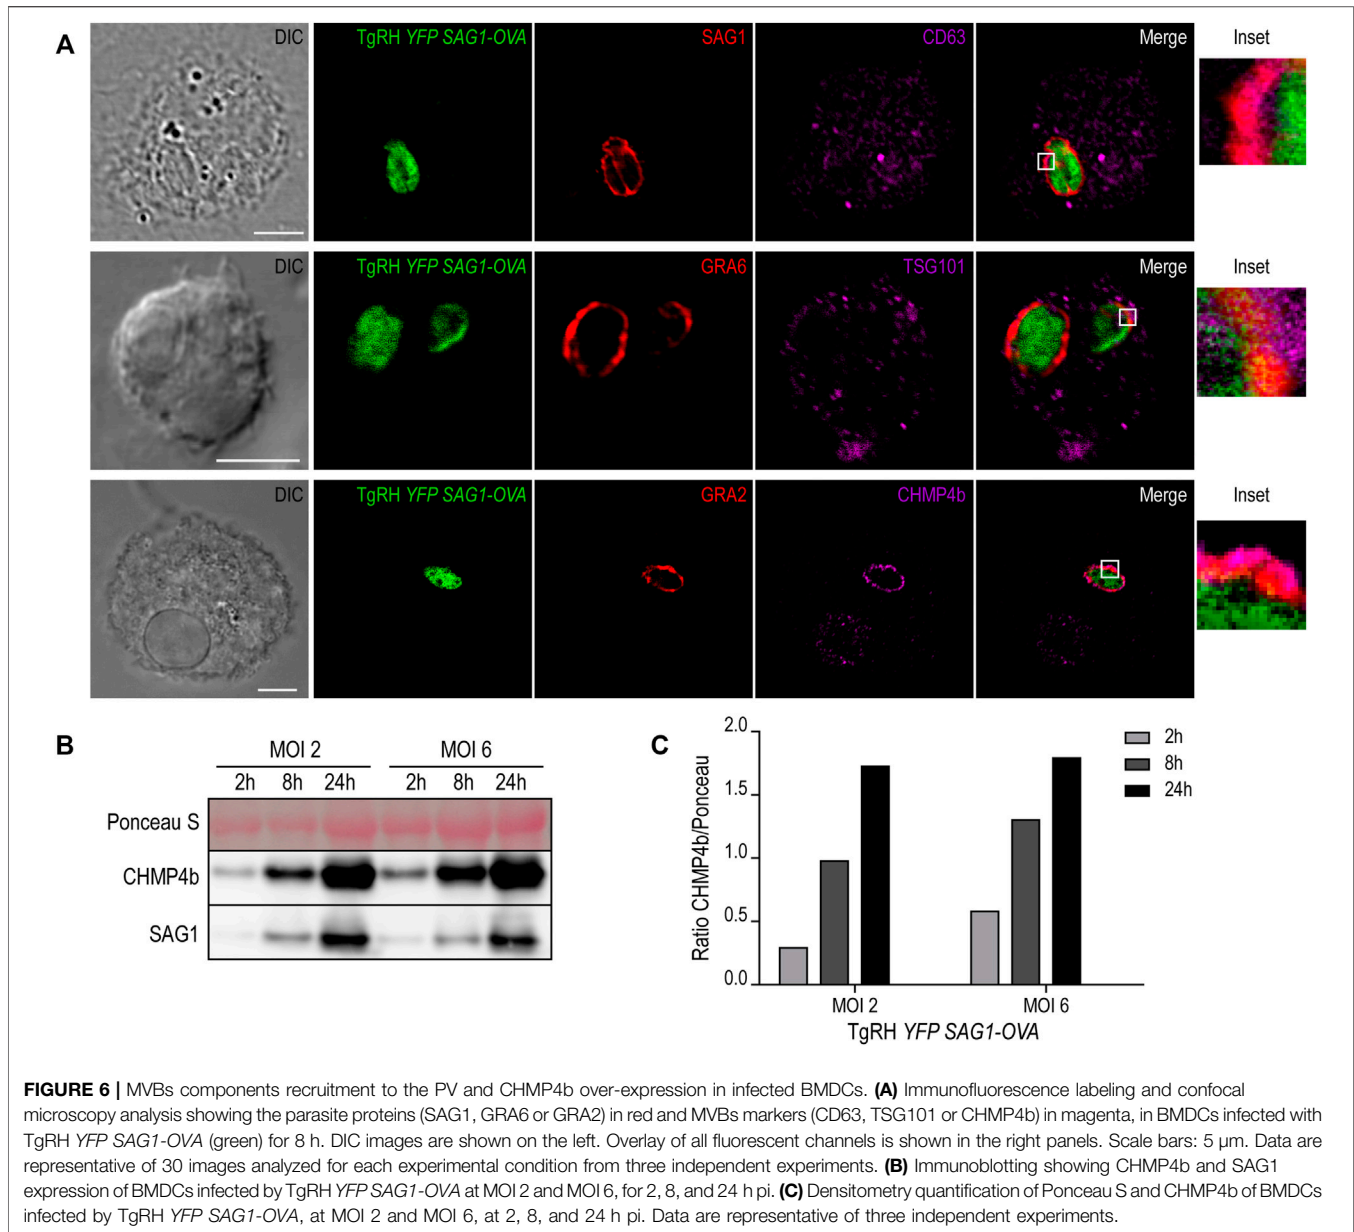 A
DIC
TgRH YFP SAG1-OVA
SAG1
CD63
Merge
Inset
DIC
TgRH YFP SAG1-OVA
GRA6
TSG101
Merge
Inset
DIC
TgRH YFP SAG1-OVA
GRA2
CHMP4b
Merge
Inset
B
MOI 2 MOI 6
2h 8h 24h 2h 8h 24h
Ponceau S
CHMP4b
SAG1
C
Ratio CHMP4b/Ponceau
2.0
1.5
1.0
0.5
0.0
2h
8h
24h
MOI 2 MOI 6
TgRH YFP SAG1-OVA
FIGURE 6 | MVBs components recruitment to the PV and CHMP4b over-expression in infected BMDCs. (A) Immunofluorescence labeling and confocal
microscopy analysis showing the parasite proteins (SAG1, GRA6 or GRA2) in red and MVBs markers (CD63, TSG101 or CHMP4b) in magenta, in BMDCs infected with
TgRH YFP SAG1-OVA (green) for 8 h. DIC images are shown on the left. Overlay of all fluorescent channels is shown in the right panels. Scale bars: 5 µm. Data are
representative of 30 images analyzed for each experimental condition from three independent experiments. (B) Immunoblotting showing CHMP4b and SAG1
expression of BMDCs infected by TgRH YFP SAG1-OVA at MOI 2 and MOI 6, for 2, 8, and 24 h pi. (C) Densitometry quantification of Ponceau S and CHMP4b of BMDCs
infected by TgRH YFP SAG1-OVA, at MOI 2 and MOI 6, at 2, 8, and 24 h pi. Data are representative of three independent experiments.